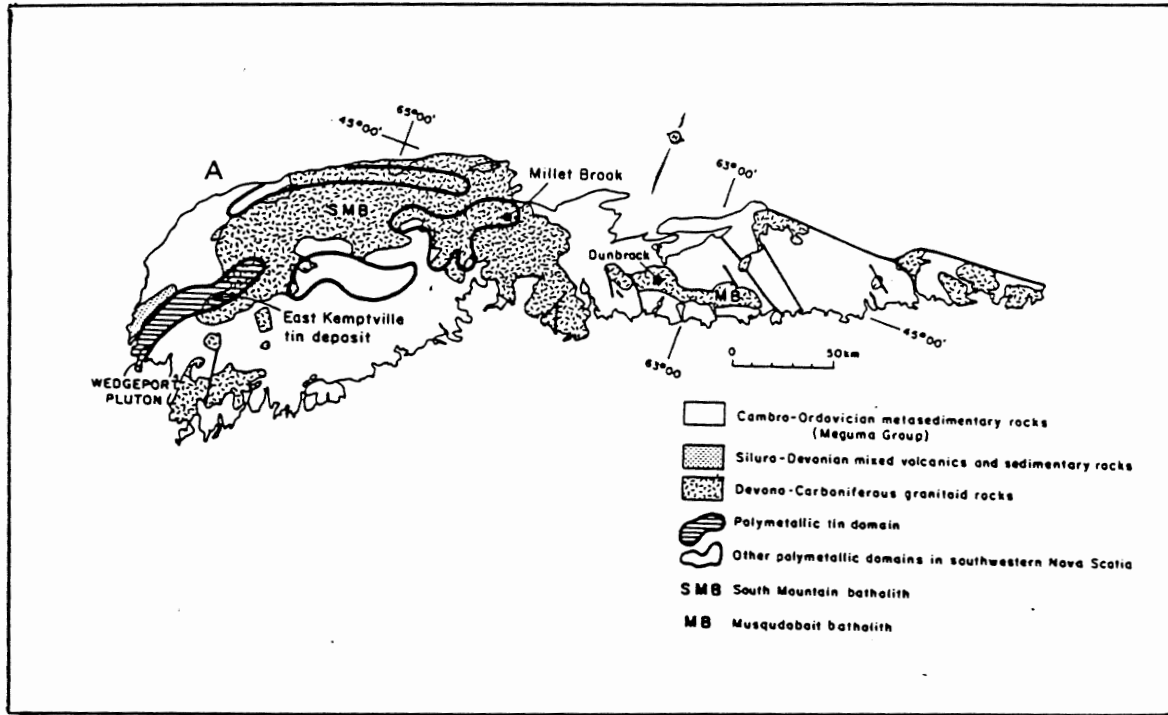 A
45°00'
65°00'
63°00'
Millet Brook
SMB
Dunbrack
MB
East Kemptville
tin deposit
WEDGEPORT
PLUTON
63°00
45°00'
0 50km
Cambro-Ordovician metasedimentary rocks
(Meguma Group)
Siluro-Devonian mixed volcanics and sedimentary rocks
Devono-Carboniferous granitoid rocks
Polymetallic tin domain
Other polymetallic domains in southwestern Nova Scotia
SMB South Mountain batholith
MB Musquodoboit batholith